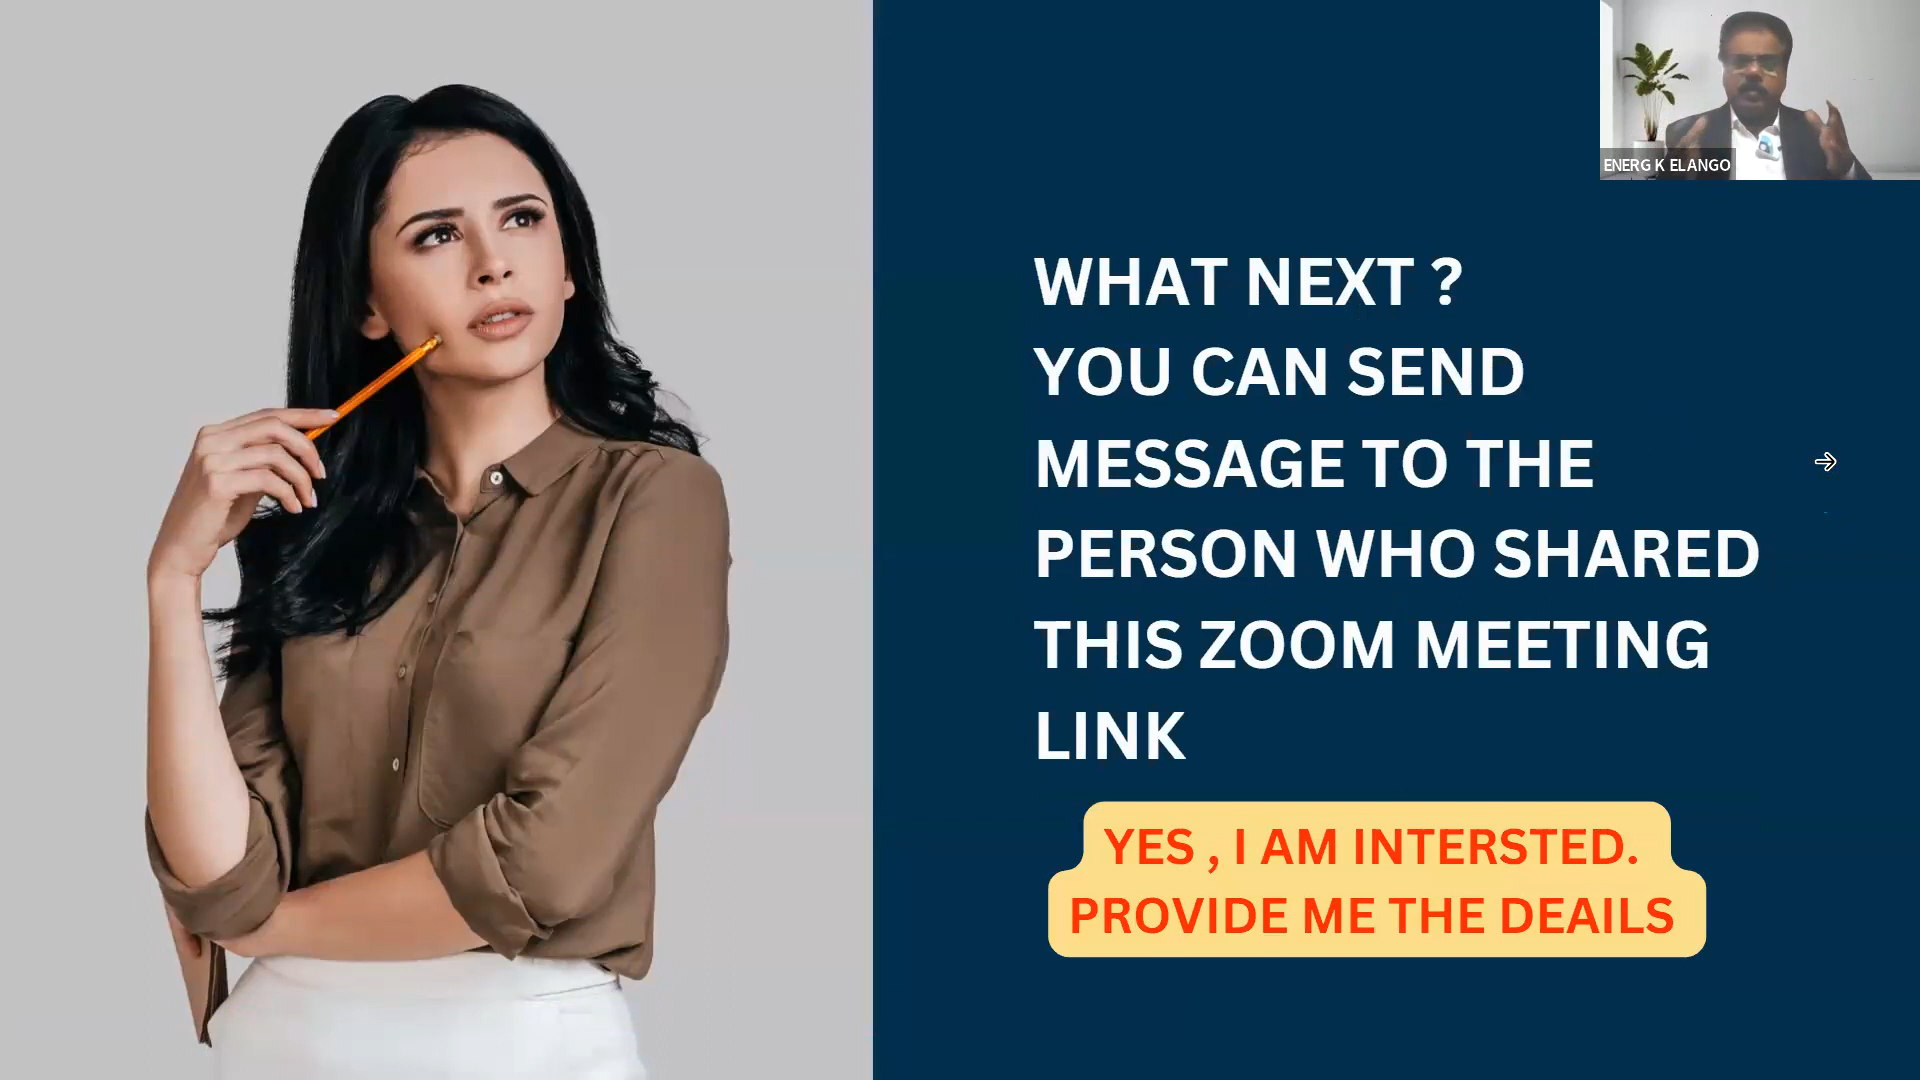 ENERG K ELANGO
WHAT NEXT ?
YOU CAN SEND
MESSAGE TO THE
PERSON WHO SHARED
THIS ZOOM MEETING
LINK
YES , I AM INTERSTED.
PROVIDE ME THE DEAILS